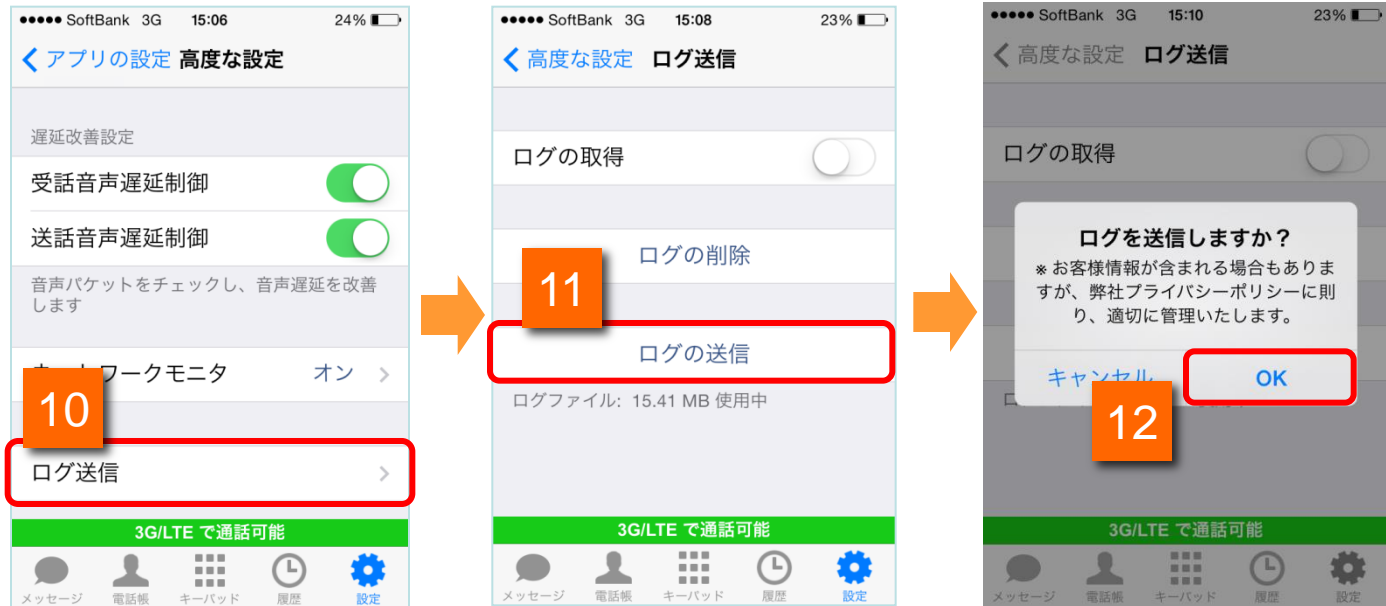 SoftBank 3G 15:06 24%
アプリの設定 高度な設定
遅延改善設定
受話音声遅延制御
送話音声遅延制御
音声パケットをチェックし、音声遅延を改善
します
ワークモニタ オン
10
ログ送信
3G/LTE で通話可能
メッセージ 電話帳 キーパッド 履歴 設定
SoftBank 3G 15:08 23%
高度な設定 ログ送信
ログの取得
ログの削除
11
ログの送信
ログファイル: 15.41 MB 使用中
3G/LTE で通話可能
メッセージ 電話帳 キーパッド 履歴 設定
SoftBank 3G 15:10 23%
高度な設定 ログ送信
ログの取得
ログを送信しますか？
※お客様情報が含まれる場合もありま
すが、弊社プライバシーポリシーに則
り、適切に管理いたします。
キャンセル OK
12
3G/LTE で通話可能
メッセージ 電話帳 キーパッド 履歴 設定